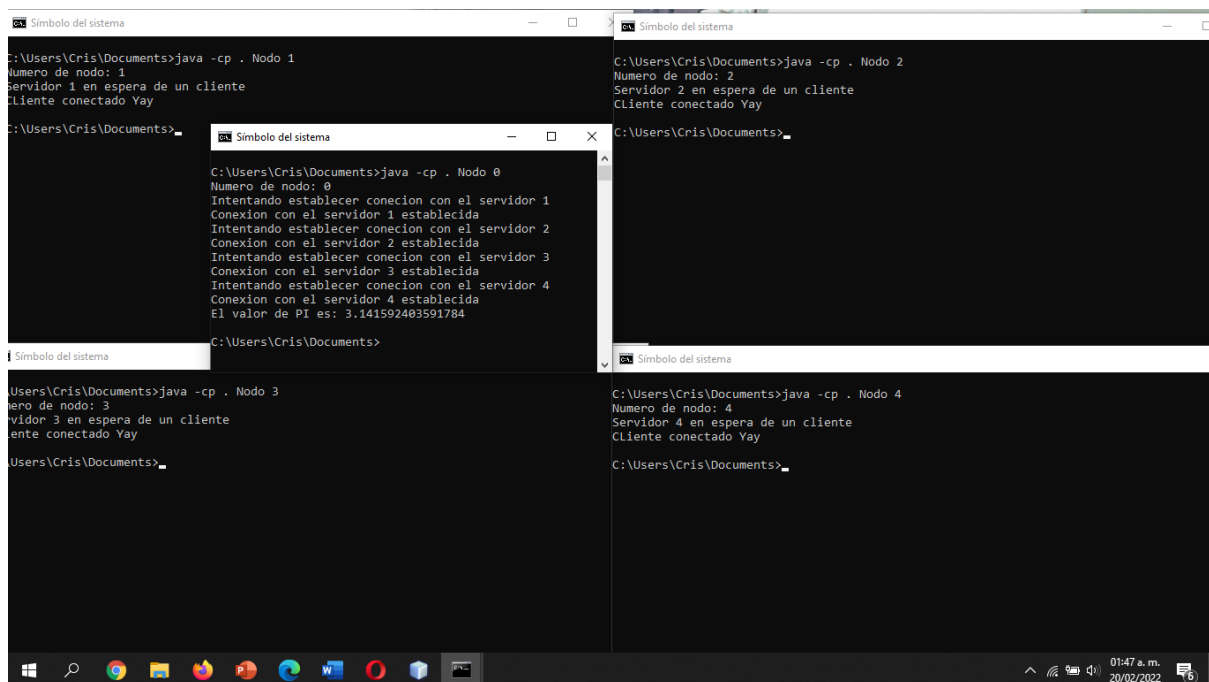 Símbolo del sistema
C:\Users\Cris\Documents>java -cp . Nodo 1
Numero de nodo: 1
Servidor 1 en espera de un cliente
CLiente conectado Yay
C:\Users\Cris\Documents>
Símbolo del sistema
C:\Users\Cris\Documents>java -cp . Nodo 2
Numero de nodo: 2
Servidor 2 en espera de un cliente
CLiente conectado Yay
C:\Users\Cris\Documents>
Símbolo del sistema
C:\Users\Cris\Documents>java -cp . Nodo 0
Numero de nodo: 0
Intentando establecer conecion con el servidor 1
Conexion con el servidor 1 establecida
Intentando establecer conecion con el servidor 2
Conexion con el servidor 2 establecida
Intentando establecer conecion con el servidor 3
Conexion con el servidor 3 establecida
Intentando establecer conecion con el servidor 4
Conexion con el servidor 4 establecida
El valor de PI es: 3.141592403591784
C:\Users\Cris\Documents>
Símbolo del sistema
\Users\Cris\Documents>java -cp . Nodo 3
mero de nodo: 3
rvidor 3 en espera de un cliente
iente conectado Yay
\Users\Cris\Documents>
Símbolo del sistema
C:\Users\Cris\Documents>java -cp . Nodo 4
Numero de nodo: 4
Servidor 4 en espera de un cliente
CLiente conectado Yay
C:\Users\Cris\Documents>
01:47 a. m.
20/02/2022
6